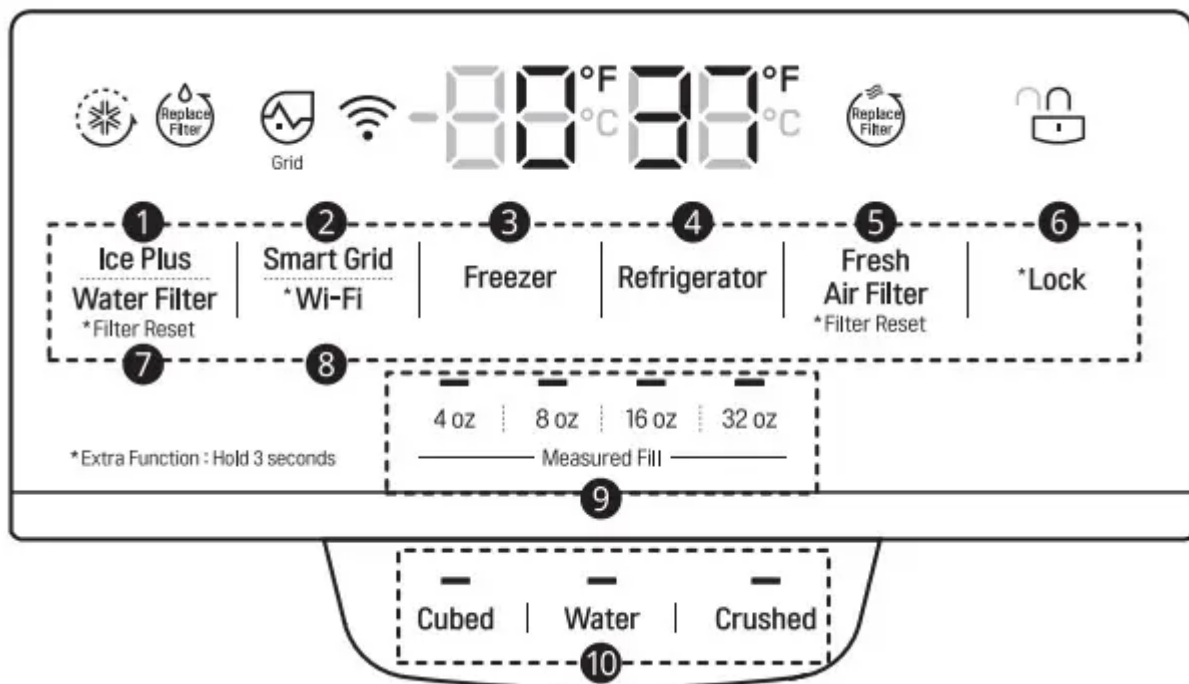 Replace Filter
Grid
0 °F °C
37 °F °C
Replace Filter
1 2 3 4 5 6
Ice Plus
Water Filter
*Filter Reset
Smart Grid
*Wi-Fi
Freezer
Refrigerator
Fresh
Air Filter
*Filter Reset
*Lock
7 8
4 oz 8 oz 16 oz 32 oz
Measured Fill
*Extra Function : Hold 3 seconds
9
Cubed Water Crushed
10